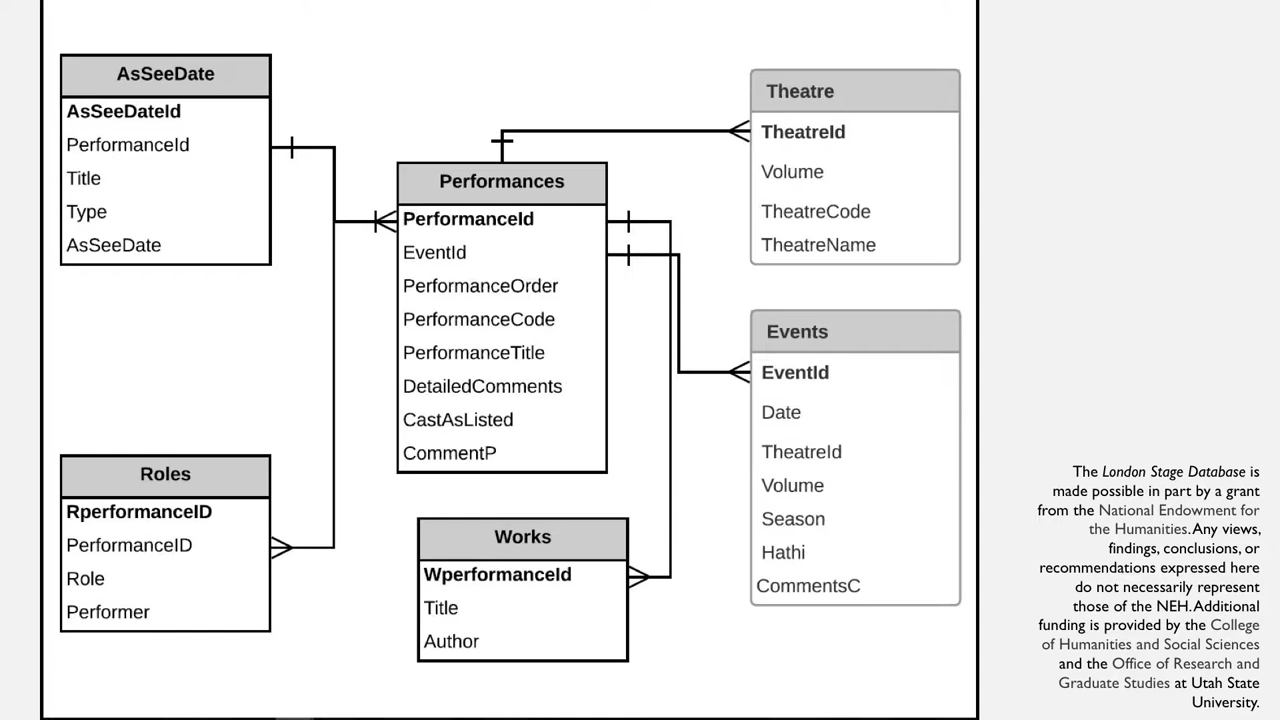 AsSeeDate
AsSeeDateId
PerformanceId
Title
Type
AsSeeDate
Roles
RperformanceID
PerformanceID
Role
Performer
Performances
PerformanceId
EventId
PerformanceOrder
PerformanceCode
PerformanceTitle
DetailedComments
CastAsListed
CommentP
Works
WperformanceId
Title
Author
Theatre
TheatreId
Volume
TheatreCode
TheatreName
Events
EventId
Date
TheatreId
Volume
Season
Hathi
CommentsC
The London Stage Database is
made possible in part by a grant
from the National Endowment for
the Humanities. Any views,
findings, conclusions, or
recommendations expressed here
do not necessarily represent
those of the NEH. Additional
funding is provided by the College
of Humanities and Social Sciences
and the Office of Research and
Graduate Studies at Utah State
University.